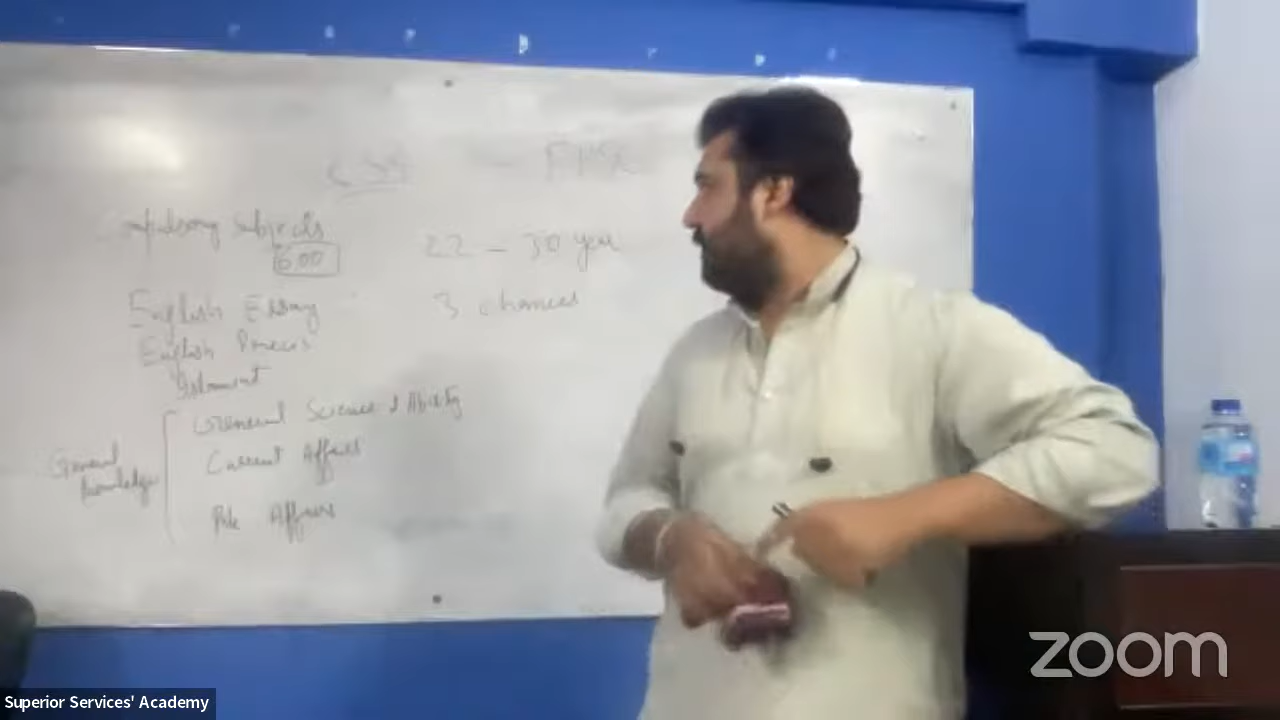 CSS — FPSC
Compulsory Subjects
600
22 - 30 year
English Essay
3 chances
English Precis
Islamiat
General Science & Ability
General Knowledge
Current Affairs
Pak Affairs
zoom
Superior Services' Academy